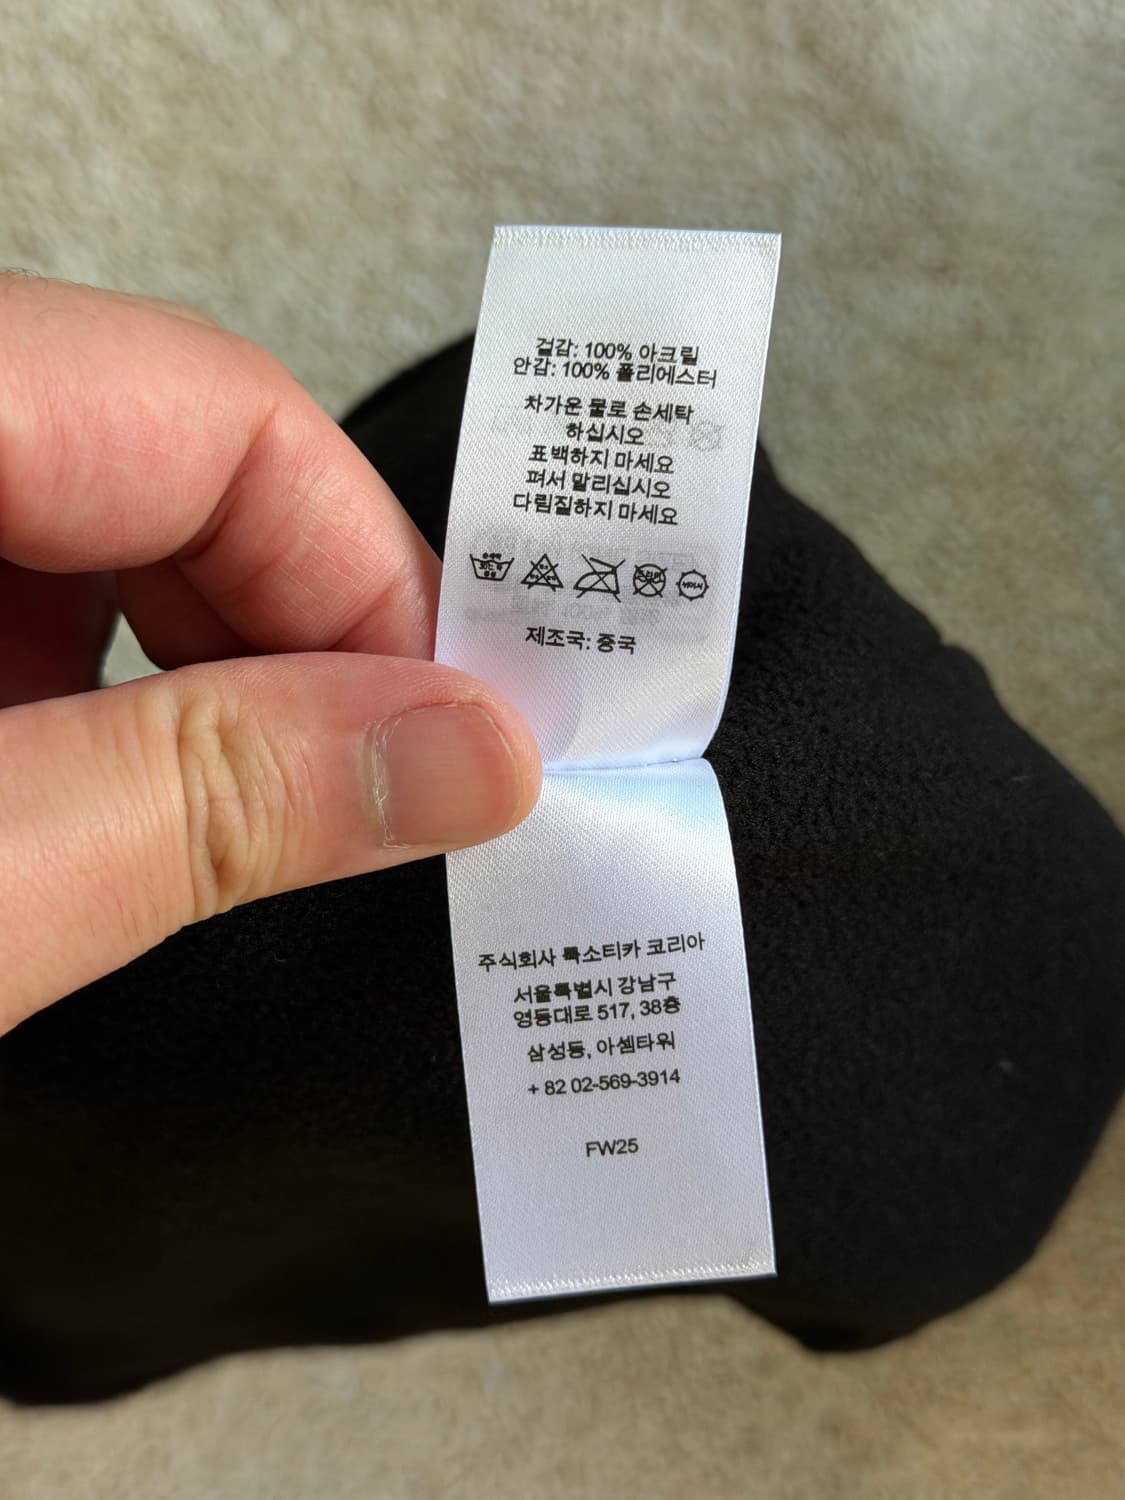 겉감: 100% 아크릴
안감: 100% 폴리에스터
차가운 물로 손세탁
하십시오
표백하지 마세요
펴서 말리십시오
다림질하지 마세요
제조국: 중국
주식회사 룩소티카 코리아
서울특별시 강남구
영동대로 517, 38층
삼성동, 아셈타워
+ 82 02-569-3914
FW25